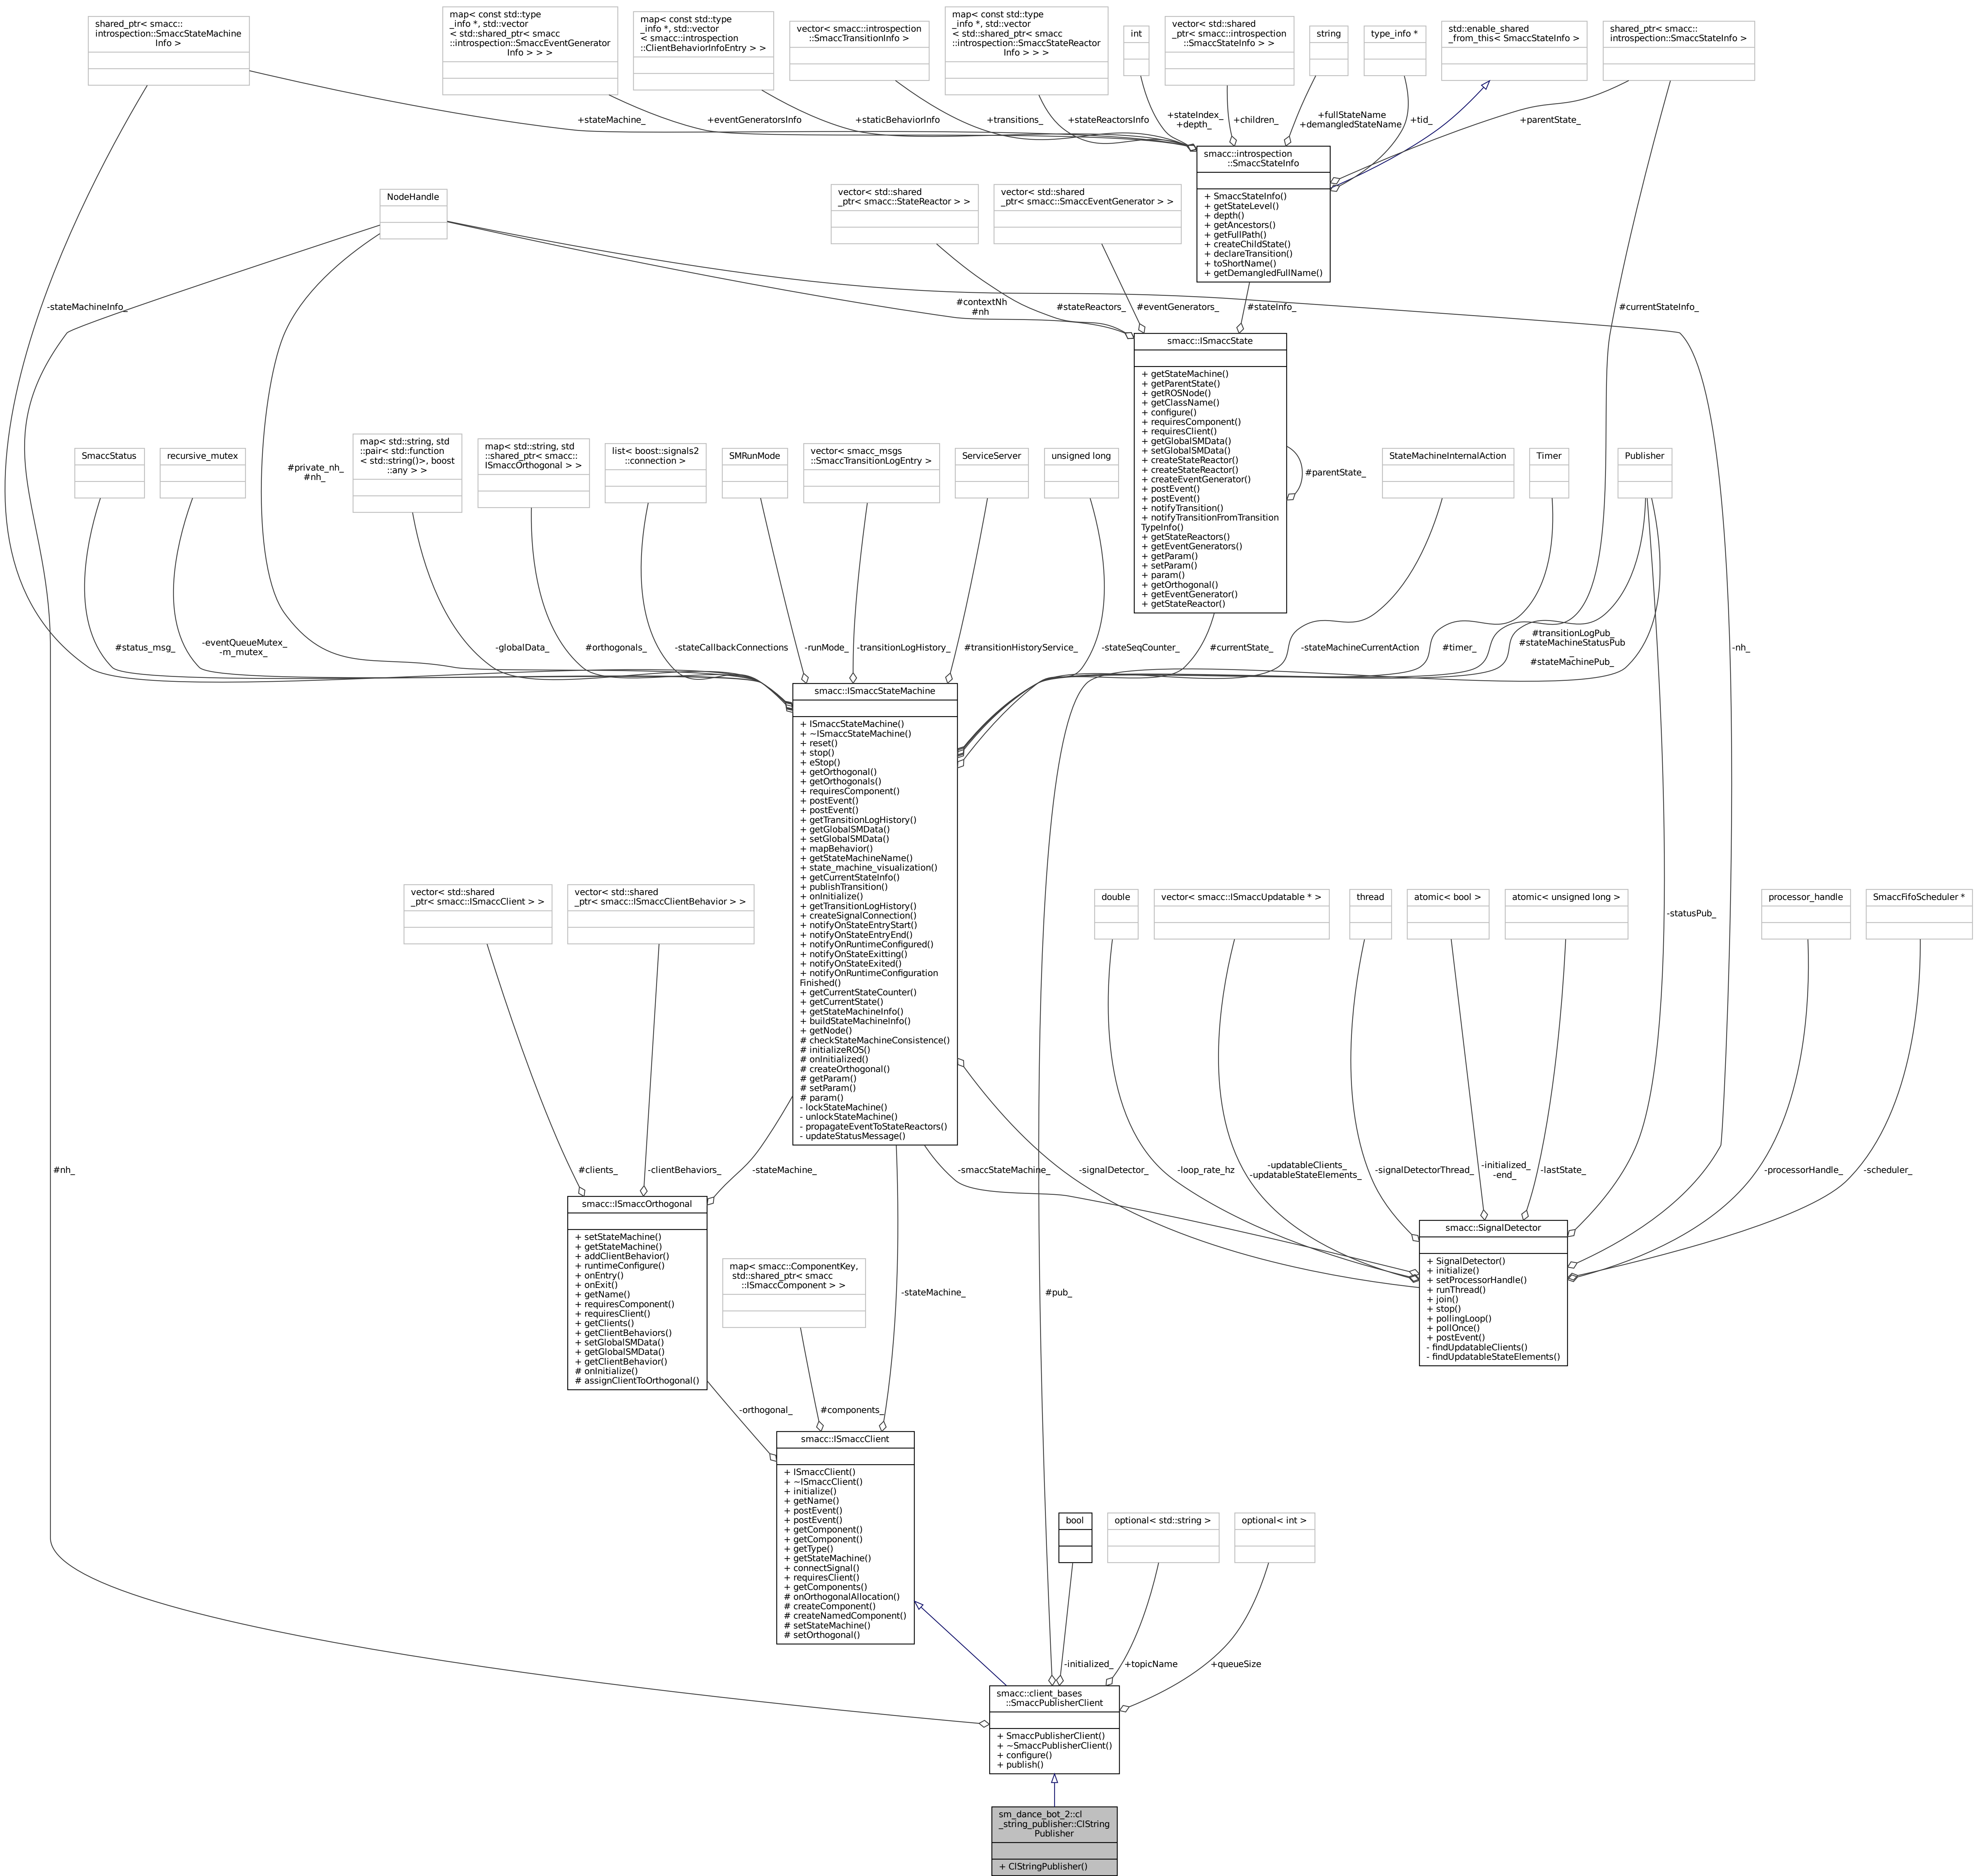 shared_ptr< smacc::
introspection::SmaccStateMachine
Info >
map< const std::type
_info *, std::vector
< std::shared_ptr< smacc
::introspection::SmaccEventGenerator
Info > > >
map< const std::type
_info *, std::vector
< smacc::introspection
::ClientBehaviorInfoEntry > >
vector< smacc::introspection
::SmaccTransitionInfo >
map< const std::type
_info *, std::vector
< std::shared_ptr< smacc
::introspection::SmaccStateReactor
Info > > >
int
vector< std::shared
_ptr< smacc::introspection
::SmaccStateInfo > >
string
type_info *
std::enable_shared
_from_this< SmaccStateInfo >
shared_ptr< smacc::
introspection::SmaccStateInfo >
+stateMachine_
+eventGeneratorsInfo
+staticBehaviorInfo
+transitions_
+stateReactorsInfo
+stateIndex_
+depth_
+children_
+fullStateName
+demangledStateName
+tid_
+parentState_
smacc::introspection
::SmaccStateInfo
+ SmaccStateInfo()
+ getStateLevel()
+ depth()
+ getAncestors()
+ getFullPath()
+ createChildState()
+ declareTransition()
+ toShortName()
+ getDemangledFullName()
NodeHandle
vector< std::shared
_ptr< smacc::StateReactor > >
vector< std::shared
_ptr< smacc::SmaccEventGenerator > >
-stateMachineInfo_
#contextNh
#nh
#stateReactors_
#eventGenerators_
#stateInfo_
#currentStateInfo_
smacc::ISmaccState
+ getStateMachine()
+ getParentState()
+ getROSNode()
+ getClassName()
+ configure()
+ requiresComponent()
+ requiresClient()
+ getGlobalSMData()
+ setGlobalSMData()
+ createStateReactor()
+ createStateReactor()
+ createEventGenerator()
+ postEvent()
+ postEvent()
+ notifyTransition()
+ notifyTransitionFromTransition
TypeInfo()
+ getStateReactors()
+ getEventGenerators()
+ getParam()
+ setParam()
+ param()
+ getOrthogonal()
+ getEventGenerator()
+ getStateReactor()
#parentState_
SmaccStatus
recursive_mutex
#private_nh_
#nh_
map< std::string, std
::pair< std::function
< std::string()>, boost
::any > >
map< std::string, std
::shared_ptr< smacc::
ISmaccOrthogonal > >
list< boost::signals2
::connection >
SMRunMode
vector< smacc_msgs
::SmaccTransitionLogEntry >
ServiceServer
unsigned long
StateMachineInternalAction
Timer
Publisher
#status_msg_
-eventQueueMutex_
-m_mutex_
-globalData_
#orthogonals_
-stateCallbackConnections
-runMode_
-transitionLogHistory_
#transitionHistoryService_
-stateSeqCounter_
#currentState_
-stateMachineCurrentAction
#timer_
#transitionLogPub_
#stateMachineStatusPub
_
#stateMachinePub_
-nh_
smacc::ISmaccStateMachine
+ ISmaccStateMachine()
+ ~ISmaccStateMachine()
+ reset()
+ stop()
+ eStop()
+ getOrthogonal()
+ getOrthogonals()
+ requiresComponent()
+ postEvent()
+ postEvent()
+ getTransitionLogHistory()
+ getGlobalSMData()
+ setGlobalSMData()
+ mapBehavior()
+ getStateMachineName()
+ state_machine_visualization()
+ getCurrentStateInfo()
+ publishTransition()
+ onInitialize()
+ getTransitionLogHistory()
+ createSignalConnection()
+ notifyOnStateEntryStart()
+ notifyOnStateEntryEnd()
+ notifyOnRuntimeConfigured()
+ notifyOnStateExitting()
+ notifyOnStateExited()
+ notifyOnRuntimeConfiguration
Finished()
+ getCurrentStateCounter()
+ getCurrentState()
+ getStateMachineInfo()
+ buildStateMachineInfo()
+ getNode()
# checkStateMachineConsistence()
# initializeROS()
# onInitialized()
# createOrthogonal()
# getParam()
# setParam()
# param()
- lockStateMachine()
- unlockStateMachine()
- propagateEventToStateReactors()
- updateStatusMessage()
vector< std::shared
_ptr< smacc::ISmaccClient > >
vector< std::shared
_ptr< smacc::ISmaccClientBehavior > >
double
vector< smacc::ISmaccUpdatable * >
thread
atomic< bool >
atomic< unsigned long >
-statusPub_
processor_handle
SmaccFifoScheduler *
#nh_
#clients_
-clientBehaviors_
-stateMachine_
-smaccStateMachine_
-signalDetector_
-loop_rate_hz
-updatableClients_
-updatableStateElements_
-signalDetectorThread_
-initialized_
-end_
-lastState_
-processorHandle_
-scheduler_
smacc::ISmaccOrthogonal
+ setStateMachine()
+ getStateMachine()
+ addClientBehavior()
+ runtimeConfigure()
+ onEntry()
+ onExit()
+ getName()
+ requiresComponent()
+ requiresClient()
+ getClients()
+ getClientBehaviors()
+ setGlobalSMData()
+ getGlobalSMData()
+ getClientBehavior()
# onInitialize()
# assignClientToOrthogonal()
smacc::SignalDetector
+ SignalDetector()
+ initialize()
+ setProcessorHandle()
+ runThread()
+ join()
+ stop()
+ pollingLoop()
+ pollOnce()
+ postEvent()
- findUpdatableClients()
- findUpdatableStateElements()
map< smacc::ComponentKey,
std::shared_ptr< smacc
::ISmaccComponent > >
-stateMachine_
#pub_
-orthogonal_
#components_
smacc::ISmaccClient
+ ISmaccClient()
+ ~ISmaccClient()
+ initialize()
+ getName()
+ postEvent()
+ postEvent()
+ getComponent()
+ getComponent()
+ getType()
+ getStateMachine()
+ connectSignal()
+ requiresClient()
+ getComponents()
# onOrthogonalAllocation()
# createComponent()
# createNamedComponent()
# setStateMachine()
# setOrthogonal()
bool
optional< std::string >
optional< int >
-initialized_
+topicName
+queueSize
smacc::client_bases
::SmaccPublisherClient
+ SmaccPublisherClient()
+ ~SmaccPublisherClient()
+ configure()
+ publish()
sm_dance_bot_2::cl
_string_publisher::ClString
Publisher
+ ClStringPublisher()